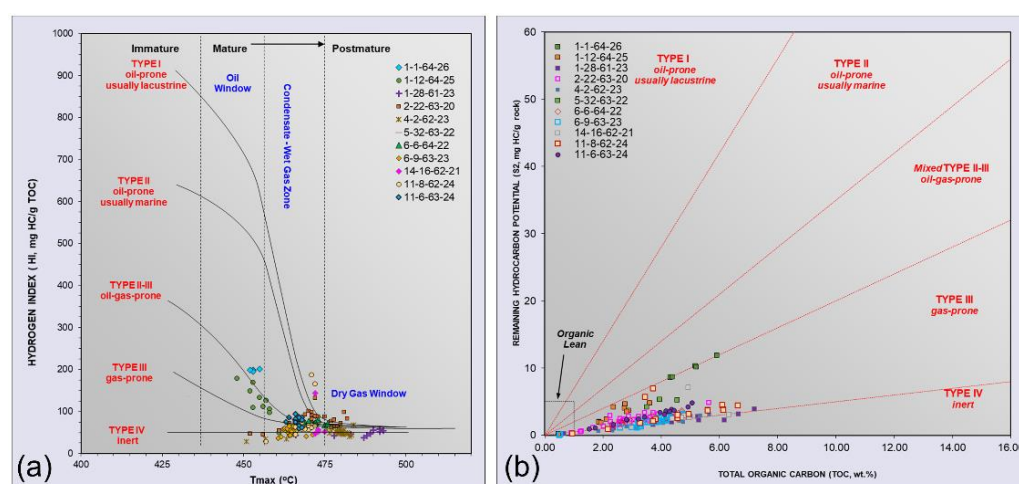 HYDROGEN INDEX ( HI, mg HC/g TOC)
1000
900
800
700
600
500
400
300
200
100
0
Immature
Mature
Postmature
TYPE I
oil-prone
usually lacustrine
Oil
Window
Condensate -Wet Gas Zone
TYPE II
oil-prone
usually marine
TYPE II-III
oil-gas-prone
TYPE III
gas-prone
TYPE IV
inert
Dry Gas Window
1-1-64-26
1-12-64-25
1-28-61-23
2-22-63-20
4-2-62-23
5-32-63-22
6-6-64-22
6-9-63-23
14-16-62-21
11-8-62-24
11-6-63-24
400
425
450
475
500
Tmax (°C)
(a)
REMAINING HYDROCARBON POTENTIAL (S2, mg HC/g rock)
60
50
40
30
20
10
0
1-1-64-26
1-12-64-25
1-28-61-23
2-22-63-20
4-2-62-23
5-32-63-22
6-6-64-22
6-9-63-23
14-16-62-21
11-8-62-24
11-6-63-24
TYPE I
oil-prone
usually lacustrine
TYPE II
oil-prone
usually marine
Mixed TYPE II-III
oil-gas-prone
TYPE III
gas-prone
Organic
Lean
TYPE IV
inert
0.00
2.00
4.00
6.00
8.00
10.00
12.00
14.00
16.00
TOTAL ORGANIC CARBON (TOC, wt.%)
(b)